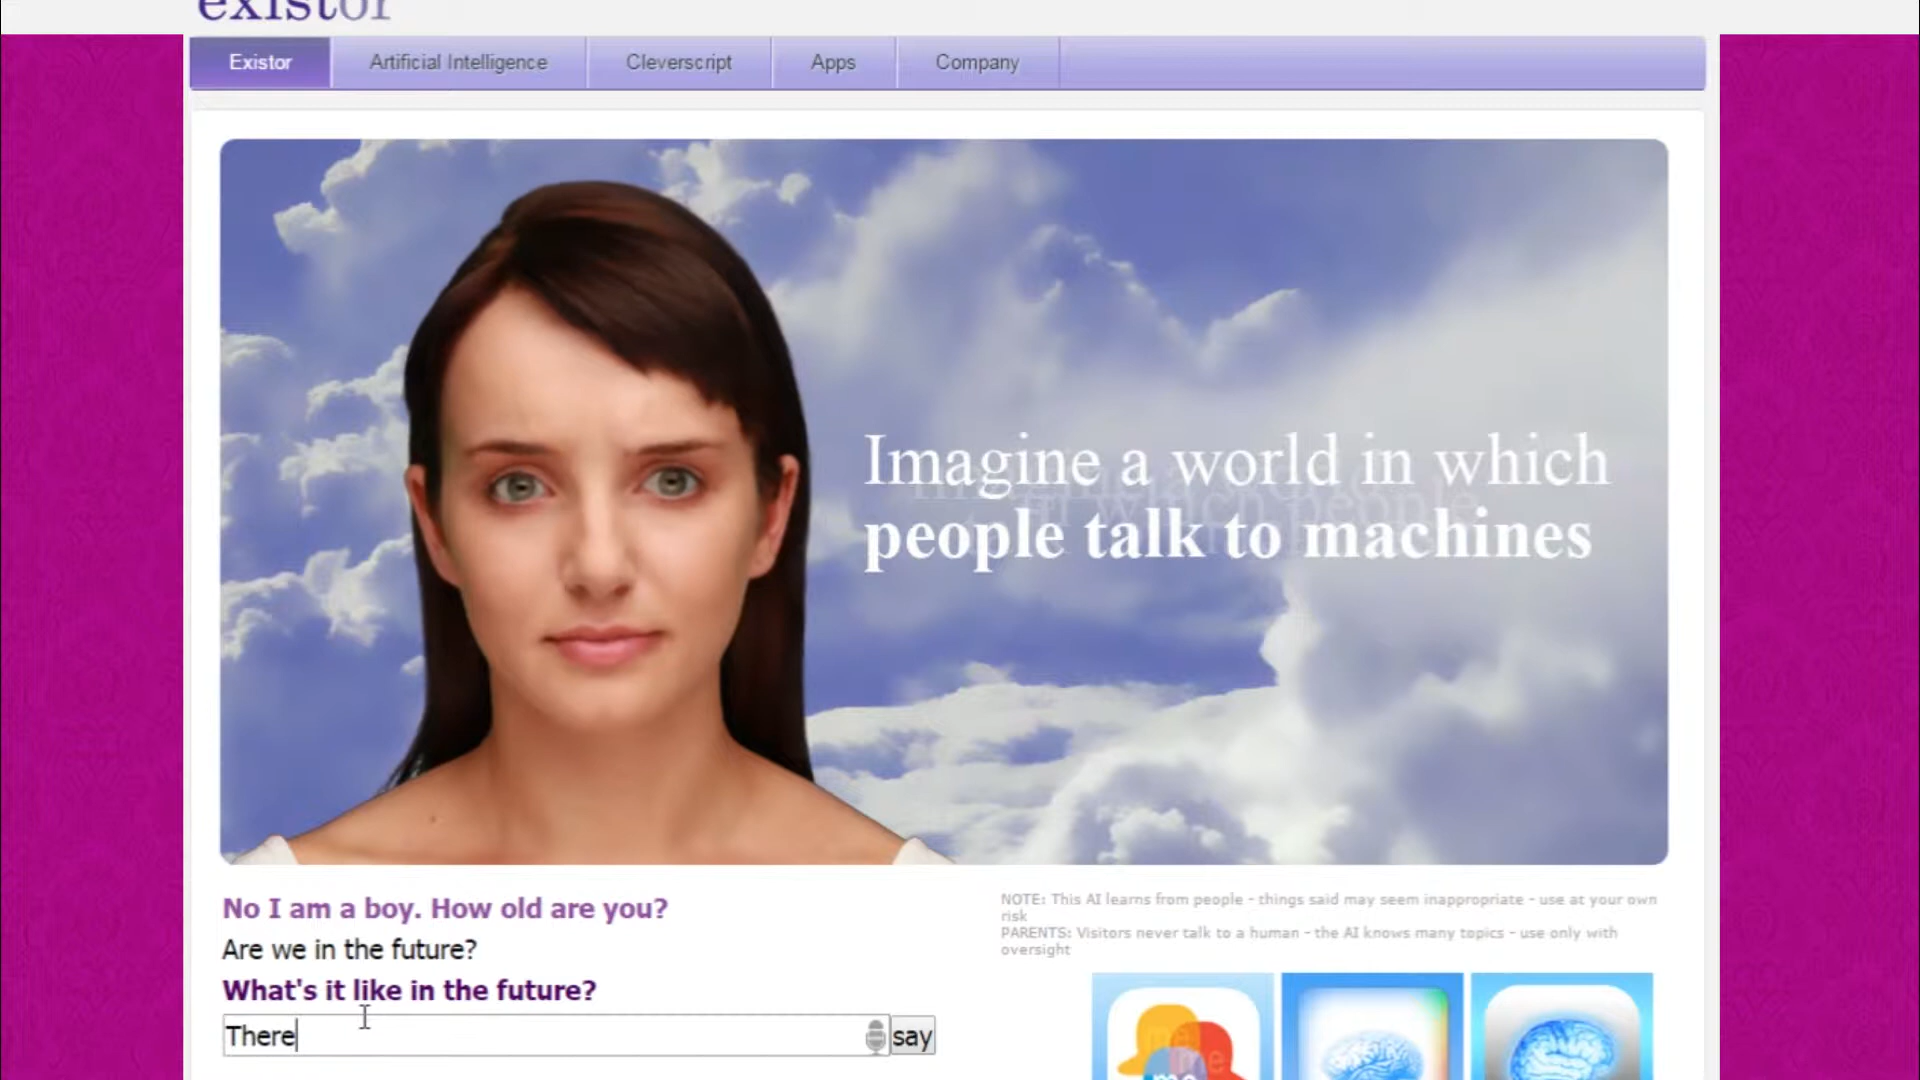 existor
Existor
Artificial Intelligence
Cleverscript
Apps
Company
Imagine a world in which
people talk to machines
No I am a boy. How old are you?
Are we in the future?
What's it like in the future?
There
say
NOTE: This AI learns from people - things said may seem inappropriate - use at your own
risk
PARENTS: Visitors never talk to a human - the AI knows many topics - use only with
oversight